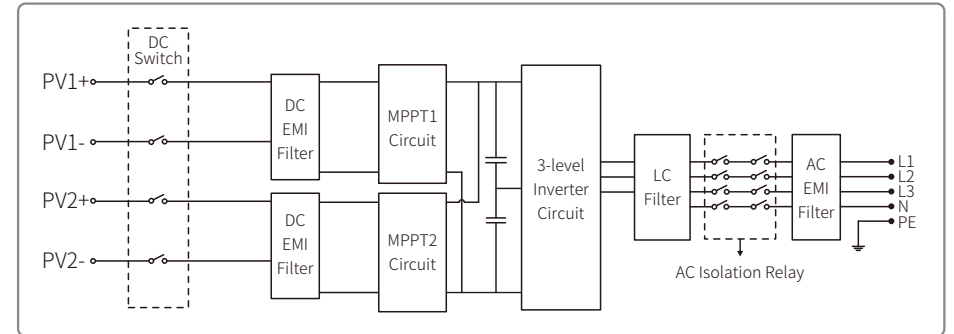 DC
Switch
PV1+
PV1-
PV2+
PV2-
DC
EMI
Filter
DC
EMI
Filter
MPPT1
Circuit
MPPT2
Circuit
3-level
Inverter
Circuit
LC
Filter
AC
EMI
Filter
L1
L2
L3
N
PE
AC Isolation Relay